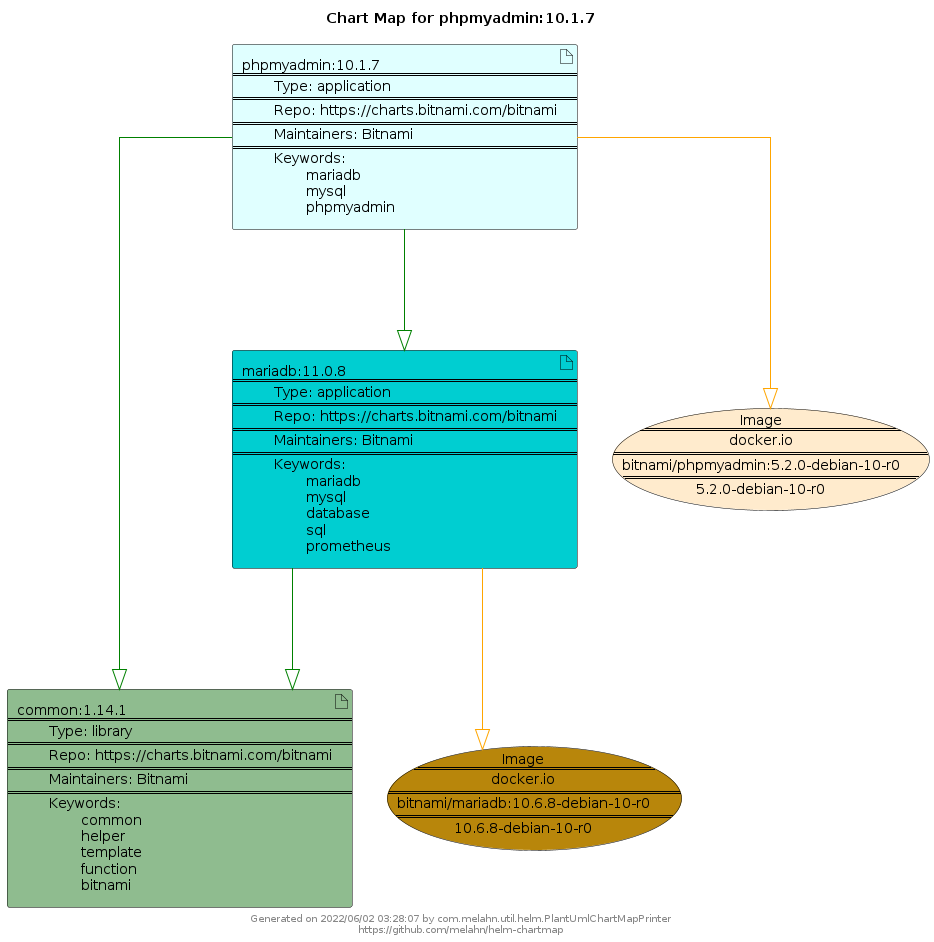 Chart Map for phpmyadmin:10.1.7
phpmyadmin:10.1.7
Type: application
Repo: https://charts.bitnami.com/bitnami
Maintainers: Bitnami
Keywords:
mariadb
mysql
phpmyadmin
mariadb:11.0.8
Type: application
Repo: https://charts.bitnami.com/bitnami
Maintainers: Bitnami
Keywords:
mariadb
mysql
database
sql
prometheus
Image
docker.io
bitnami/phpmyadmin:5.2.0-debian-10-r0
5.2.0-debian-10-r0
common:1.14.1
Type: library
Repo: https://charts.bitnami.com/bitnami
Maintainers: Bitnami
Keywords:
common
helper
template
function
bitnami
Image
docker.io
bitnami/mariadb:10.6.8-debian-10-r0
10.6.8-debian-10-r0
Generated on 2022/06/02 03:28:07 by com.melahn.util.helm.PlantUmlChartMapPrinter
https://github.com/melahn/helm-chartmap